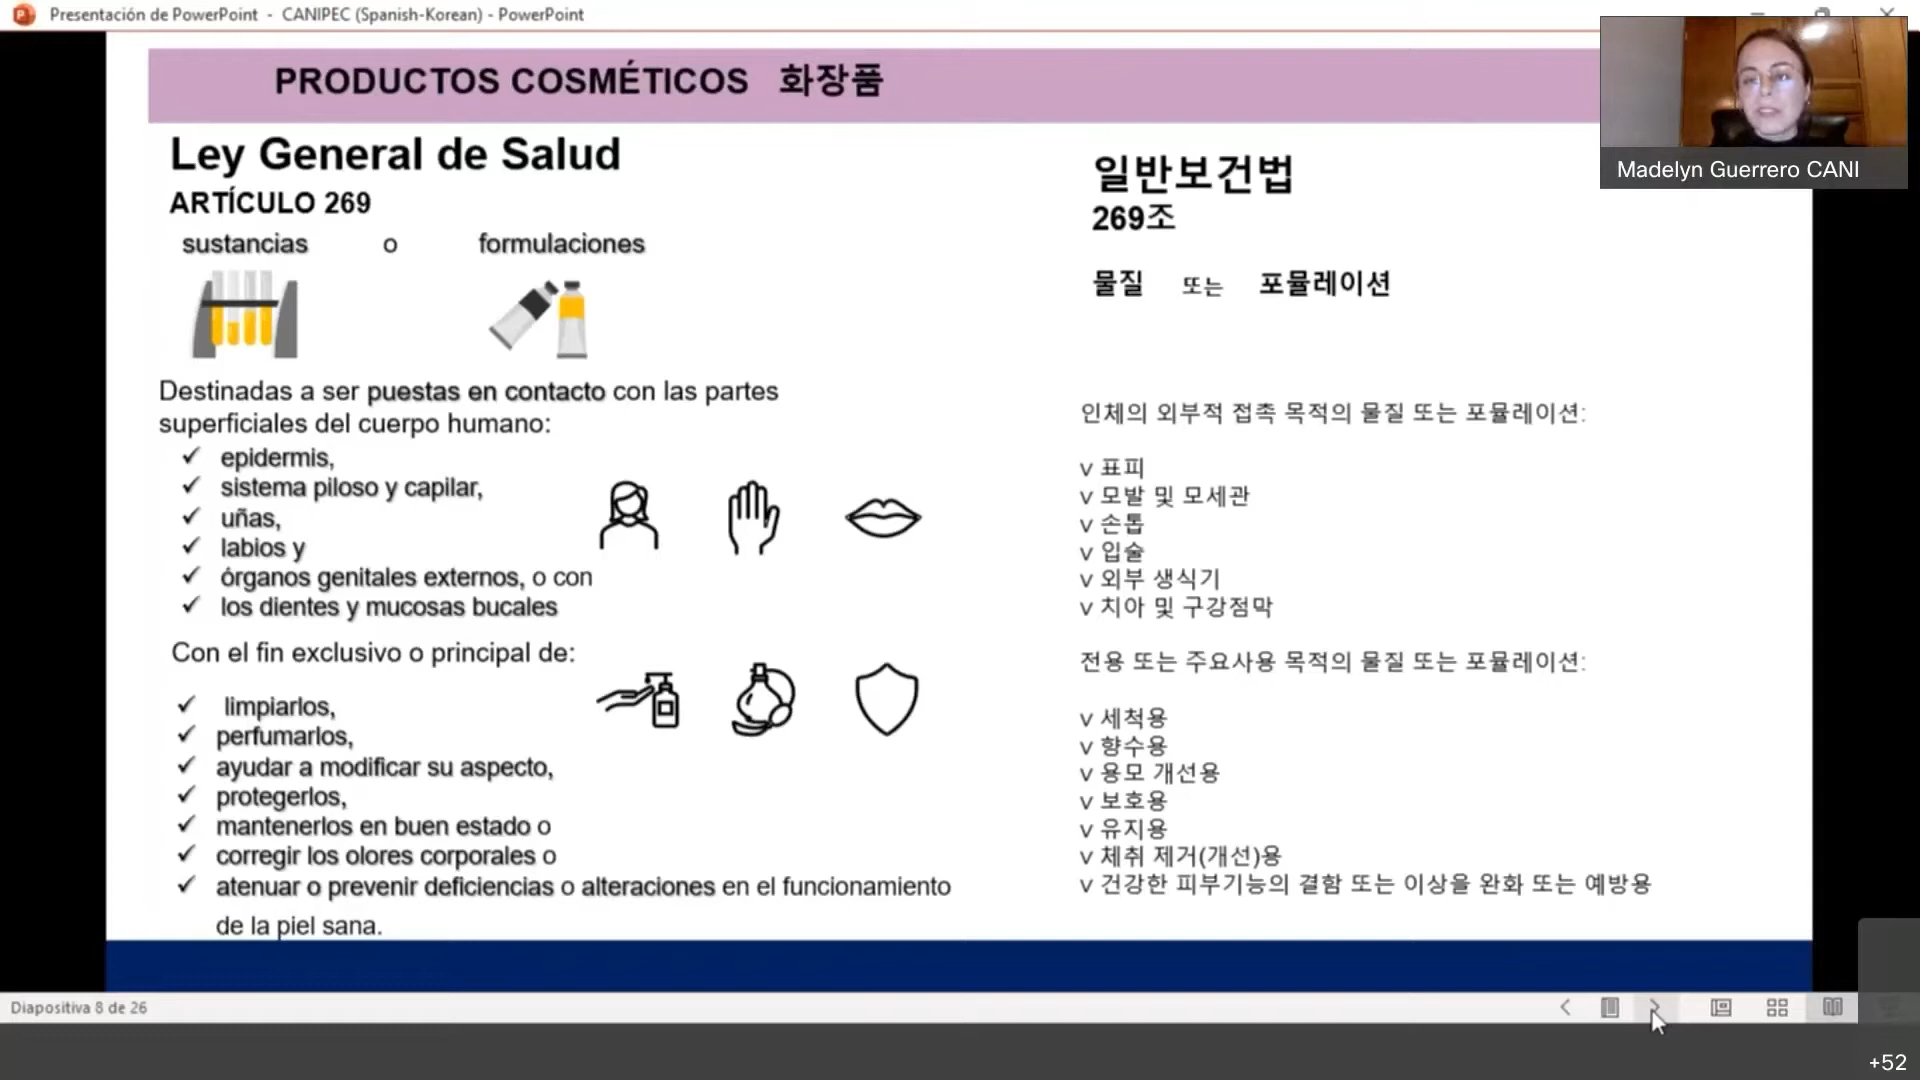 Presentación de PowerPoint - CANIPEC (Spanish-Korean) - PowerPoint
PRODUCTOS COSMÉTICOS 화장품
Madelyn Guerrero CANI
Ley General de Salud
ARTÍCULO 269
sustancias o formulaciones
Destinadas a ser puestas en contacto con las partes
superficiales del cuerpo humano:
✓ epidermis,
✓ sistema piloso y capilar,
✓ uñas,
✓ labios y
✓ órganos genitales externos, o con
✓ los dientes y mucosas bucales
Con el fin exclusivo o principal de:
✓ limpiarlos,
✓ perfumarlos,
✓ ayudar a modificar su aspecto,
✓ protegerlos,
✓ mantenerlos en buen estado o
✓ corregir los olores corporales o
✓ atenuar o prevenir deficiencias o alteraciones en el funcionamiento
de la piel sana.
일반보건법
269조
물질 또는 포뮬레이션
인체의 외부적 접촉 목적의 물질 또는 포뮬레이션:
v 표피
v 모발 및 모세관
v 손톱
v 입술
v 외부 생식기
v 치아 및 구강점막
전용 또는 주요사용 목적의 물질 또는 포뮬레이션:
v 세척용
v 향수용
v 용모 개선용
v 보호용
v 유지용
v 체취 제거(개선)용
v 건강한 피부기능의 결함 또는 이상을 완화 또는 예방용
Diapositiva 8 de 26
+52